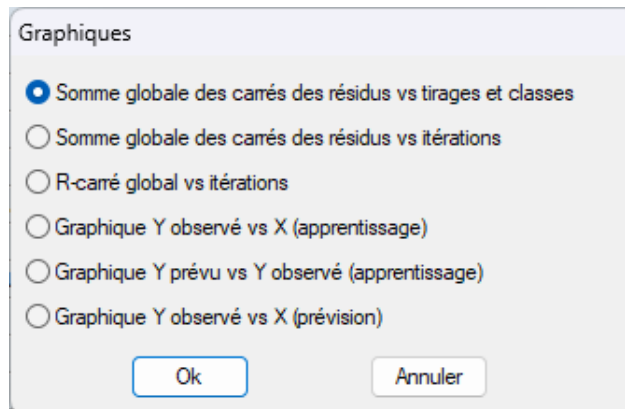 Graphiques
Somme globale des carrés des résidus vs tirages et classes
Somme globale des carrés des résidus vs itérations
R-carré global vs itérations
Graphique Y observé vs X (apprentissage)
Graphique Y prévu vs Y observé (apprentissage)
Graphique Y observé vs X (prévision)
Ok Annuler